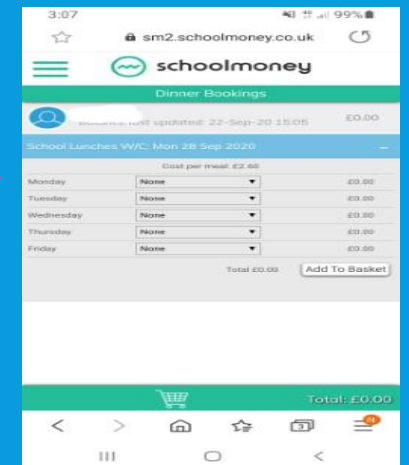 3:07 99%
sm2.schoolmoney.co.uk
schoolmoney
Dinner Bookings
last updated: 22-Sep-20 15:05 £0.00
School Lunches W/C: Mon 28 Sep 2020 –
Cost per meal: £2.60
Monday None £0.00
Tuesday None £0.00
Wednesday None £0.00
Thursday None £0.00
Friday None £0.00
Total £0.00 Add To Basket
Total: £0.00
3 N